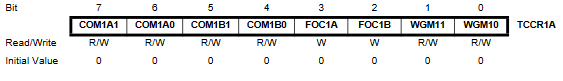 Bit 7 6 5 4 3 2 1 0
COM1A1 COM1A0 COM1B1 COM1B0 FOC1A FOC1B WGM11 WGM10 TCCR1A
Read/Write R/W R/W R/W R/W W W R/W R/W
Initial Value 0 0 0 0 0 0 0 0